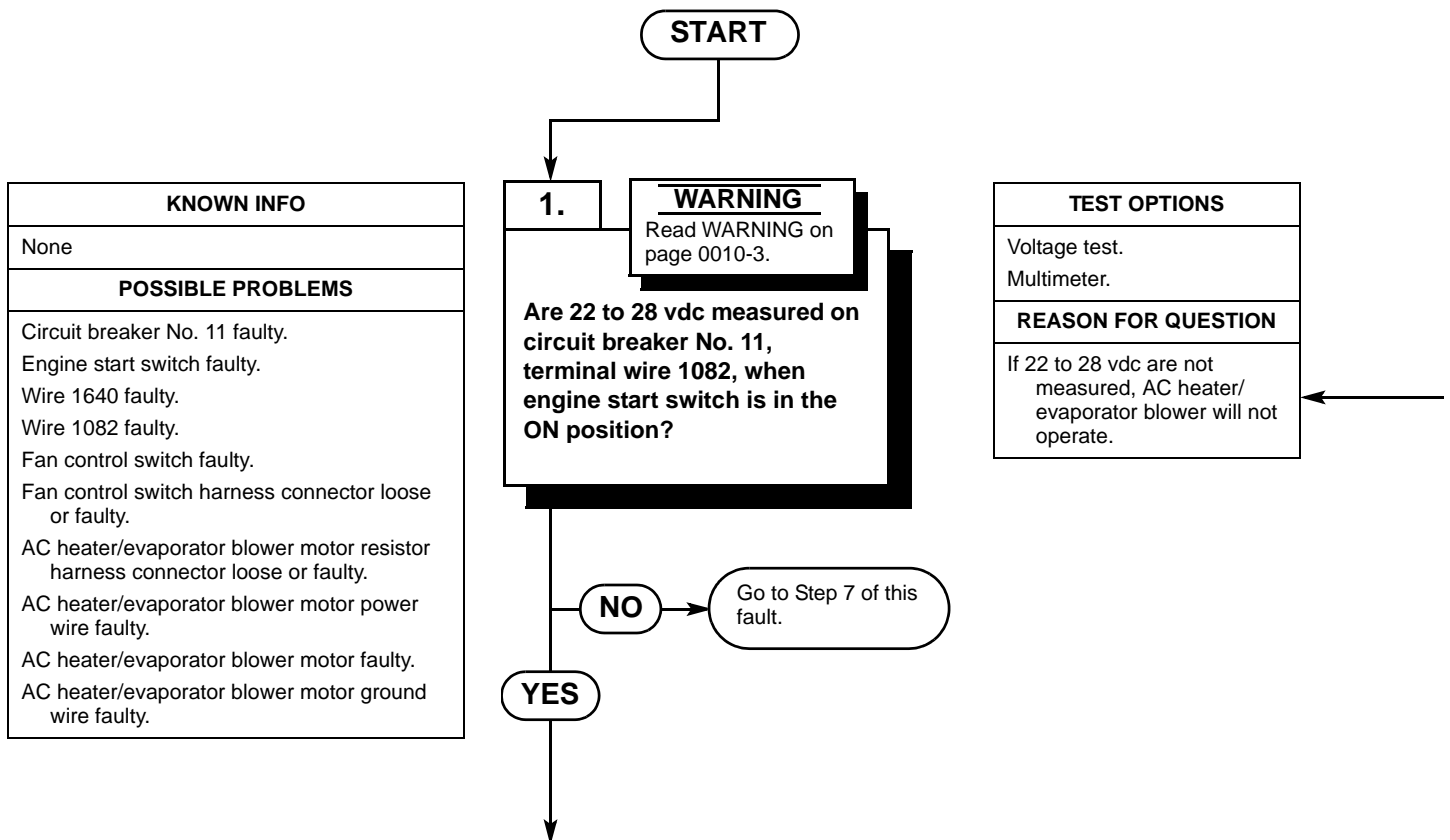 START
KNOWN INFO
None
POSSIBLE PROBLEMS
Circuit breaker No. 11 faulty.
Engine start switch faulty.
Wire 1640 faulty.
Wire 1082 faulty.
Fan control switch faulty.
Fan control switch harness connector loose
or faulty.
AC heater/evaporator blower motor resistor
harness connector loose or faulty.
AC heater/evaporator blower motor power
wire faulty.
AC heater/evaporator blower motor faulty.
AC heater/evaporator blower motor ground
wire faulty.
1.
WARNING
Read WARNING on
page 0010-3.
Are 22 to 28 vdc measured on
circuit breaker No. 11,
terminal wire 1082, when
engine start switch is in the
ON position?
TEST OPTIONS
Voltage test.
Multimeter.
REASON FOR QUESTION
If 22 to 28 vdc are not
measured, AC heater/
evaporator blower will not
operate.
NO
Go to Step 7 of this
fault.
YES